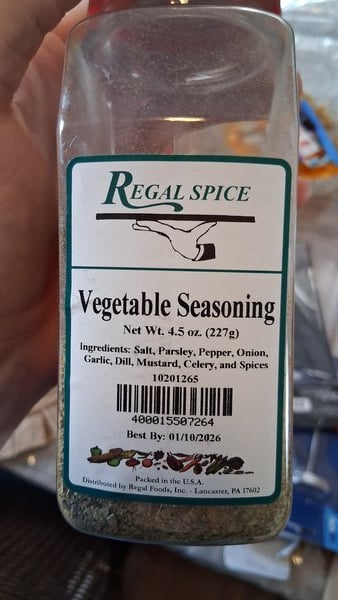 REGAL SPICE
Vegetable Seasoning
Net Wt. 4.5 oz. (227g)
Ingredients: Salt, Parsley, Pepper, Onion,
Garlic, Dill, Mustard, Celery, and Spices
10201265
400015507264
Best By: 01/10/2026
Packed in the U.S.A.
Distributed by Regal Foods, Inc. - Lancaster, PA 17602